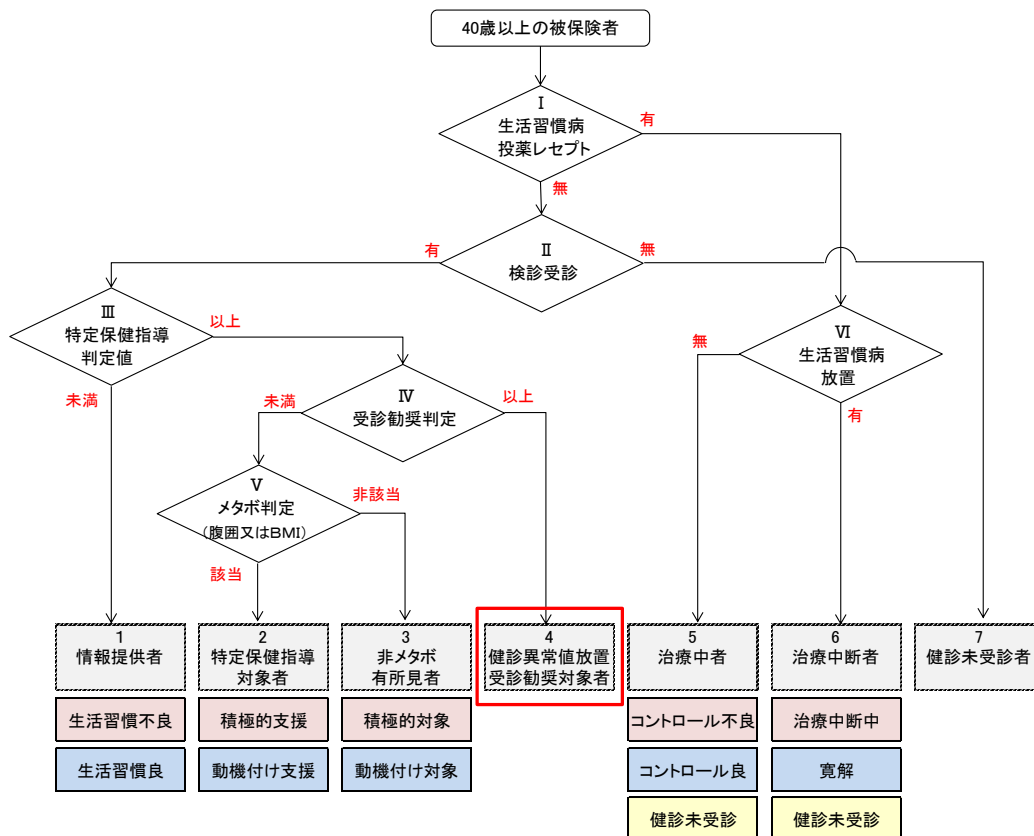 40歳以上の被保険者
Ⅰ
生活習慣病
投薬レセプト
有
無
Ⅱ
検診受診
有
無
Ⅲ
特定保健指導
判定値
以上
未満
Ⅳ
受診勧奨判定
未満
以上
Ⅴ
メタボ判定
(腹囲又はBMI)
非該当
該当
Ⅵ
生活習慣病
放置
無
有
1
情報提供者
2
特定保健指導
対象者
3
非メタボ
有所見者
4
健診異常値放置
受診勧奨対象者
5
治療中者
6
治療中断者
7
健診未受診者
生活習慣不良
積極的支援
積極的対象
コントロール不良
治療中断中
生活習慣良
動機付け支援
動機付け対象
コントロール良
寛解
健診未受診
健診未受診